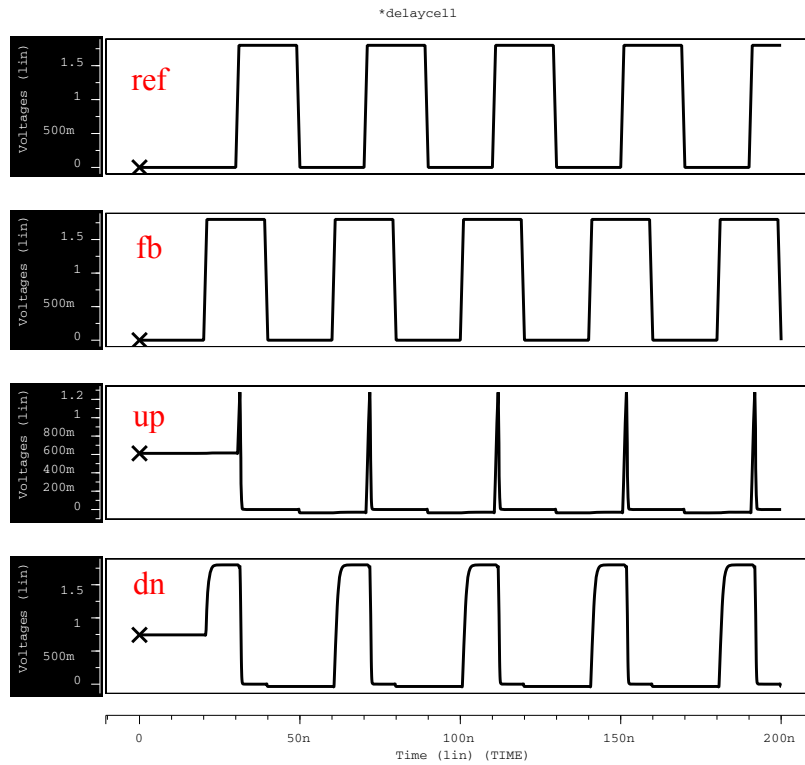 *delaycell
Voltages (lin)
1.5
1
500m
0
ref
Voltages (lin)
1.5
1
500m
0
fb
Voltages (lin)
1.2
1
800m
600m
400m
200m
0
up
Voltages (lin)
1.5
1
500m
0
dn
0 50n 100n 150n 200n
Time (lin) (TIME)